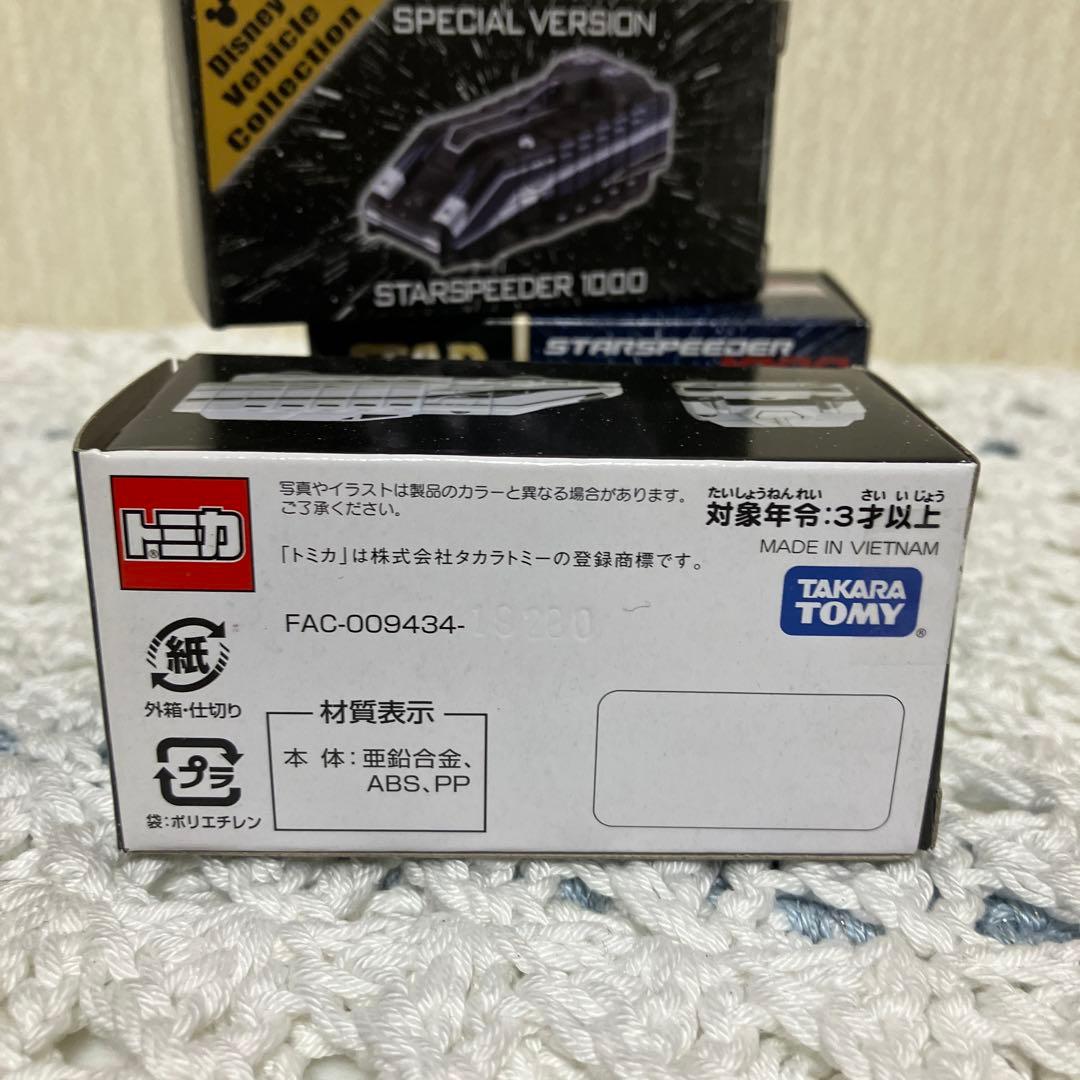 Disney
Vehicle
Collection
SPECIAL VERSION
STARSPEEDER 1000
STAR
STARSPEEDER
トミカ
®
写真やイラストは製品のカラーと異なる場合があります。
ご了承ください。
「トミカ」は株式会社タカラトミーの登録商標です。
たいしょうねんれい さい いじょう
対象年令:3才以上
MADE IN VIETNAM
TAKARA
TOMY
®
FAC-009434-
紙
外箱・仕切り
プラ
袋:ポリエチレン
材質表示
本 体:亜鉛合金、
ABS、PP